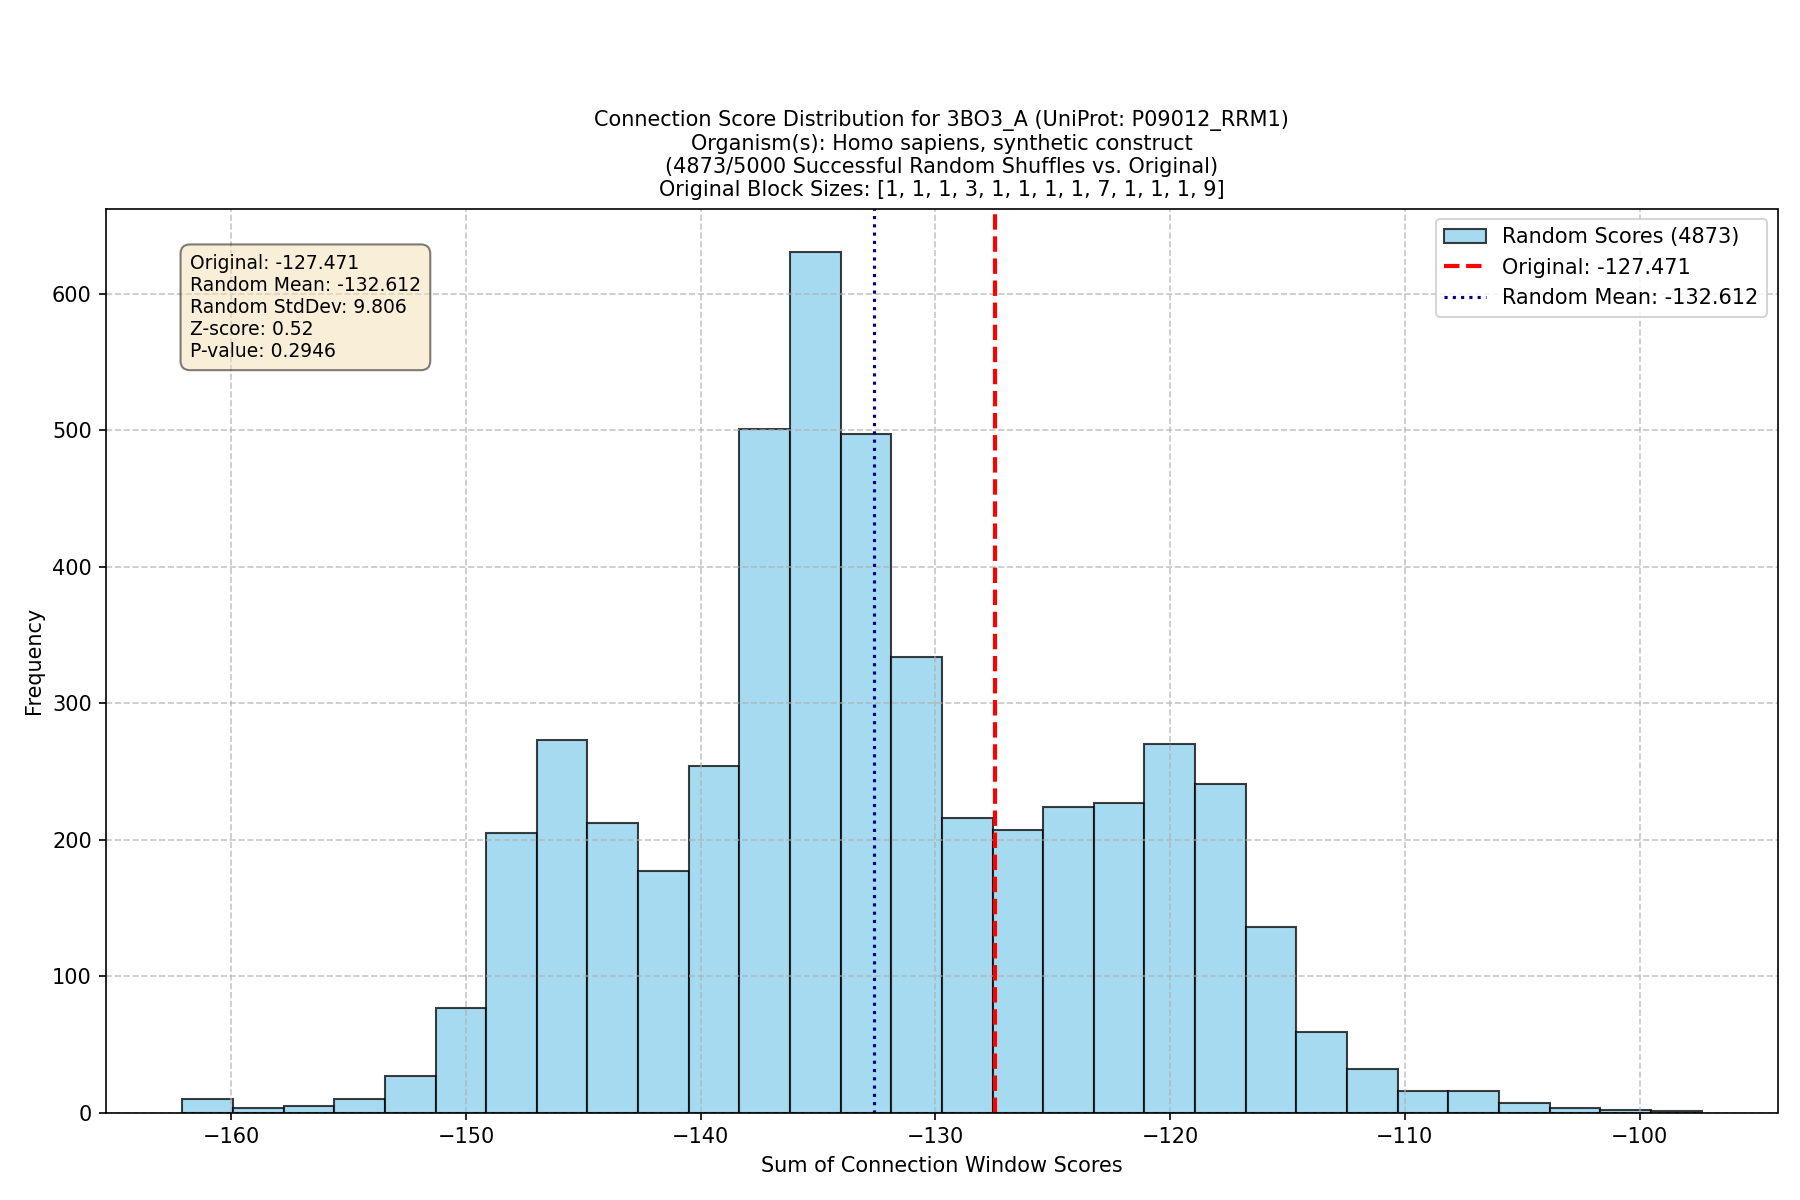 Connection Score Distribution for 3BO3_A (UniProt: P09012_RRM1)
Organism(s): Homo sapiens, synthetic construct
(4873/5000 Successful Random Shuffles vs. Original)
Original Block Sizes: [1, 1, 1, 3, 1, 1, 1, 1, 7, 1, 1, 1, 9]
Original: -127.471
Random Mean: -132.612
Random StdDev: 9.806
Z-score: 0.52
P-value: 0.2946
Random Scores (4873)
Original: -127.471
Random Mean: -132.612
Frequency
600
500
400
300
200
100
0
−160
−150
−140
−130
−120
−110
−100
Sum of Connection Window Scores